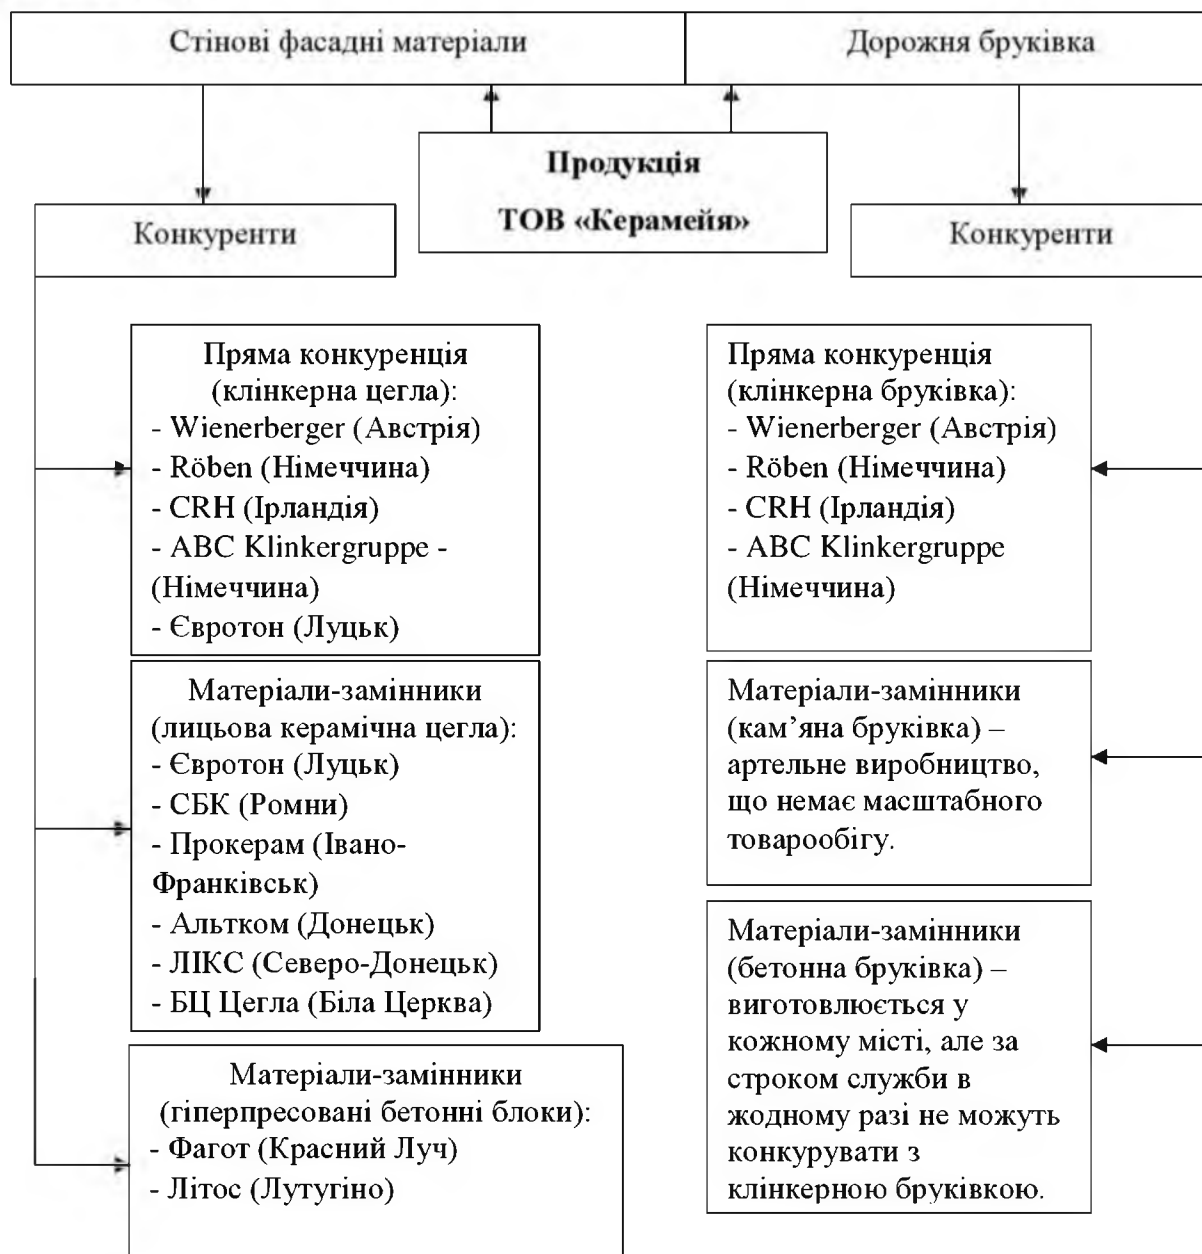 Стінові фасадні матеріали
Дорожня бруківка
Продукція
ТОВ «Керамейя»
Конкуренти
Конкуренти
Пряма конкуренція
(клінкерна цегла):
- Wienerberger (Австрія)
- Röben (Німеччина)
- CRH (Ірландія)
- ABC Klinkergruppe -
(Німеччина)
- Євротон (Луцьк)
Матеріали-замінники
(лицьова керамічна цегла):
- Євротон (Луцьк)
- СБК (Ромни)
- Прокерам (Івано-
Франківськ)
- Альтком (Донецьк)
- ЛІКС (Северо-Донецьк)
- БЦ Цегла (Біла Церква)
Матеріали-замінники
(гіперпресовані бетонні блоки):
- Фагот (Красний Луч)
- Літос (Лутугіно)
Пряма конкуренція
(клінкерна бруківка):
- Wienerberger (Австрія)
- Röben (Німеччина)
- CRH (Ірландія)
- ABC Klinkergruppe
(Німеччина)
Матеріали-замінники
(кам’яна бруківка) –
артельне виробництво,
що немає масштабного
товарообігу.
Матеріали-замінники
(бетонна бруківка) –
виготовлюється у
кожному місті, але за
строком служби в
жодному разі не можуть
конкурувати з
клінкерною бруківкою.